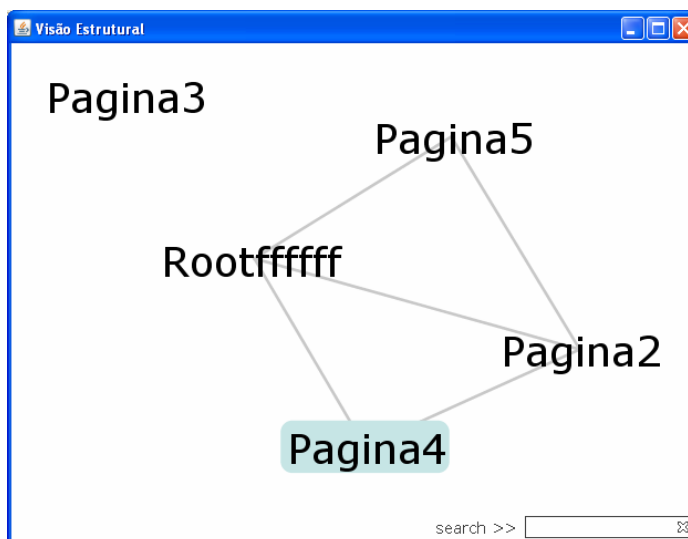 Visão Estrutural
Pagina3
Pagina5
Rootffffff
Pagina2
Pagina4
search >>